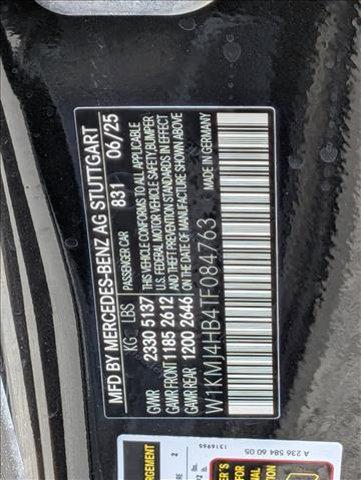 MFD BY MERCEDES-BENZ AG STUTTGART
831 06/25
PASSENGER CAR
KG LBS
GVWR 2330 5137
GAWR FRONT 1185 2612
GAWR REAR 1200 2646
THIS VEHICLE CONFORMS TO ALL APPLICABLE
U.S. FEDERAL MOTOR VEHICLE SAFETY,BUMPER
AND THEFT PREVENTION STANDARDS IN EFFECT
ON THE DATE OF MANUFACTURE SHOWN ABOVE
MADE IN GERMANY
W1KMJ4HB4TF084763
A 236 584 60 05
1316965
2